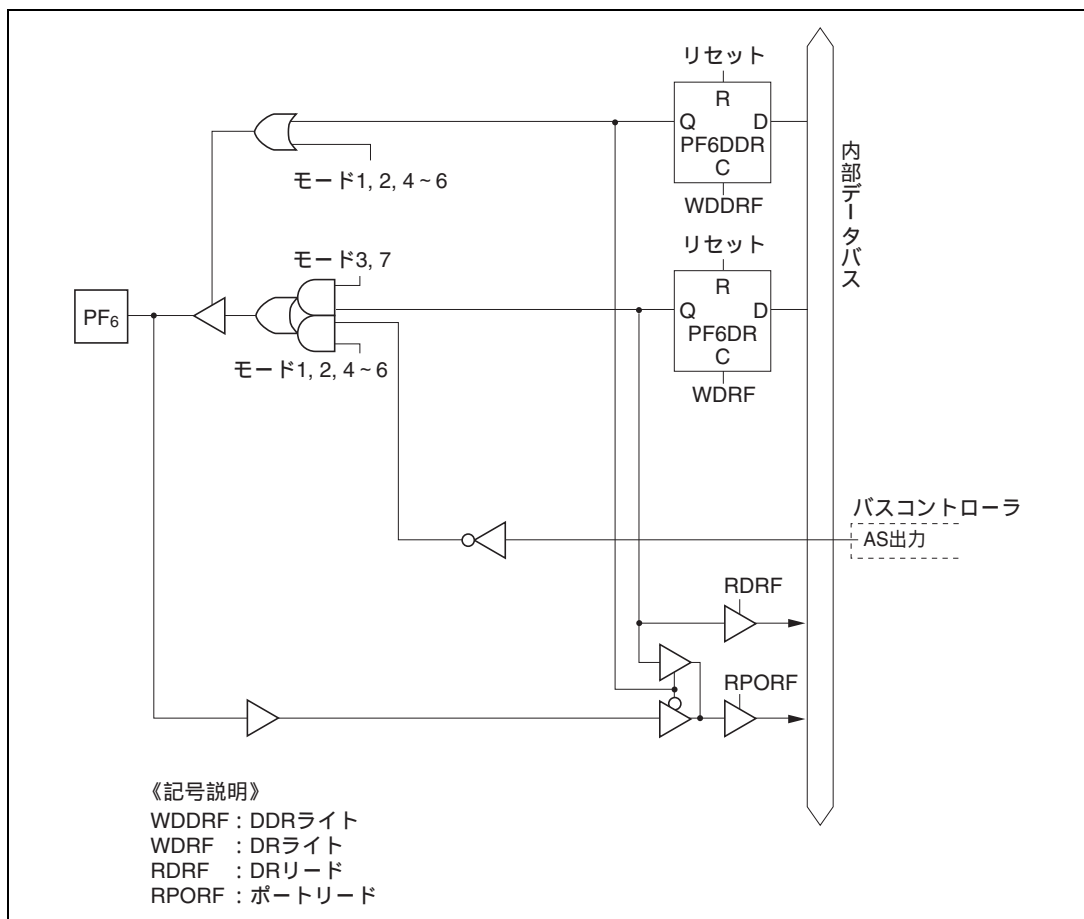 リセット
R
Q D
PF6DDR
C
WDDRF
モード1, 2, 4~6
内部データバス
リセット
R
Q D
PF6DR
C
WDRF
モード3, 7
PF6
モード1, 2, 4~6
バスコントローラ
AS出力
RDRF
RPORF
《記号説明》
WDDRF : DDRライト
WDRF : DRライト
RDRF : DRリード
RPORF : ポートリード